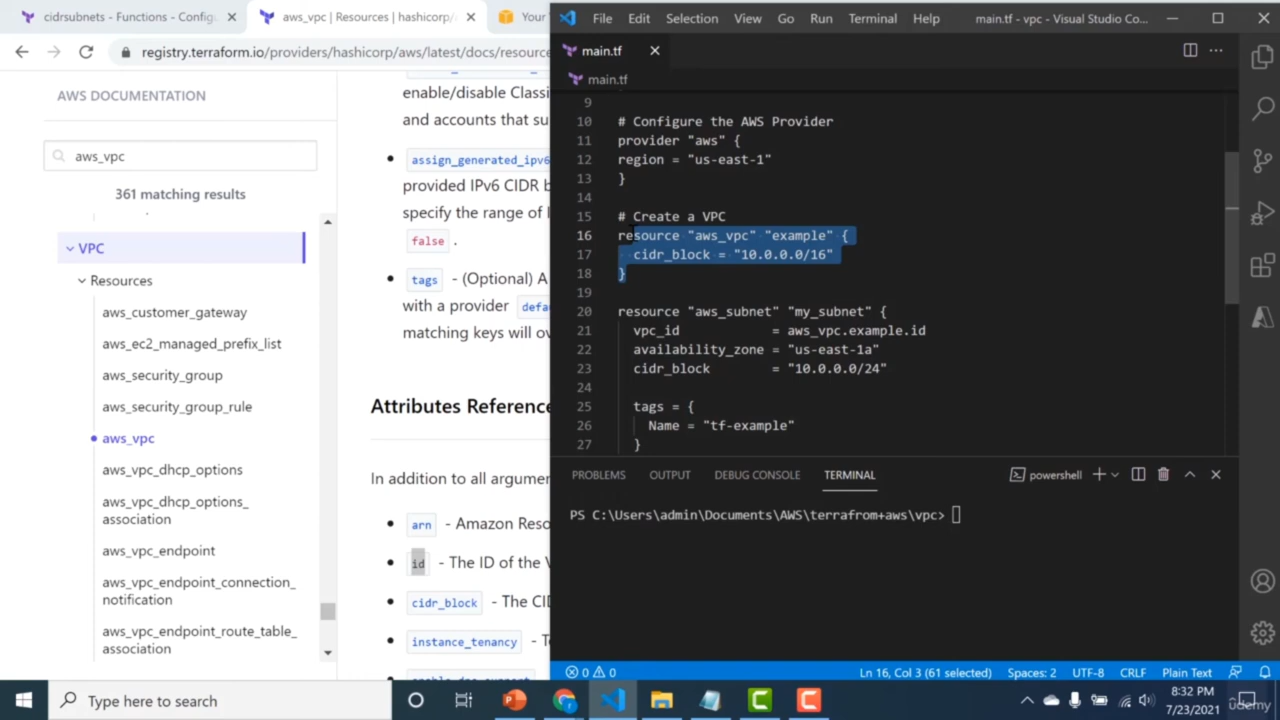 cidrsubnets - Functions - Config
aws_vpc | Resources | hashicorp/
Your
registry.terraform.io/providers/hashicorp/aws/latest/docs/resourc
AWS DOCUMENTATION
aws_vpc
361 matching results
VPC
Resources
aws_customer_gateway
aws_ec2_managed_prefix_list
aws_security_group
aws_security_group_rule
aws_vpc
aws_vpc_dhcp_options
aws_vpc_dhcp_options_
association
aws_vpc_endpoint
aws_vpc_endpoint_connection_
notification
aws_vpc_endpoint_route_table_
association
enable/disable Classi
and accounts that su
assign_generated_ipv6
provided IPv6 CIDR b
specify the range of I
false .
tags - (Optional) A
with a provider defau
matching keys will ov
Attributes Reference
In addition to all argumen
arn - Amazon Reso
id - The ID of the V
cidr_block - The CID
instance_tenancy - Te
File Edit Selection View Go Run Terminal Help
main.tf - vpc - Visual Studio Co...
main.tf
main.tf
9
10 # Configure the AWS Provider
11 provider "aws" {
12 region = "us-east-1"
13 }
14
15 # Create a VPC
16 resource "aws_vpc" "example" {
17 cidr_block = "10.0.0.0/16"
18 }
19
20 resource "aws_subnet" "my_subnet" {
21 vpc_id = aws_vpc.example.id
22 availability_zone = "us-east-1a"
23 cidr_block = "10.0.0.0/24"
24
25 tags = {
26 Name = "tf-example"
27 }
PROBLEMS OUTPUT DEBUG CONSOLE TERMINAL
powershell
PS C:\Users\admin\Documents\AWS\terrafrom+aws\vpc>
0 0
Ln 16, Col 3 (61 selected) Spaces: 2 UTF-8 CRLF Plain Text
Type here to search
8:32 PM
7/23/2021
udemy